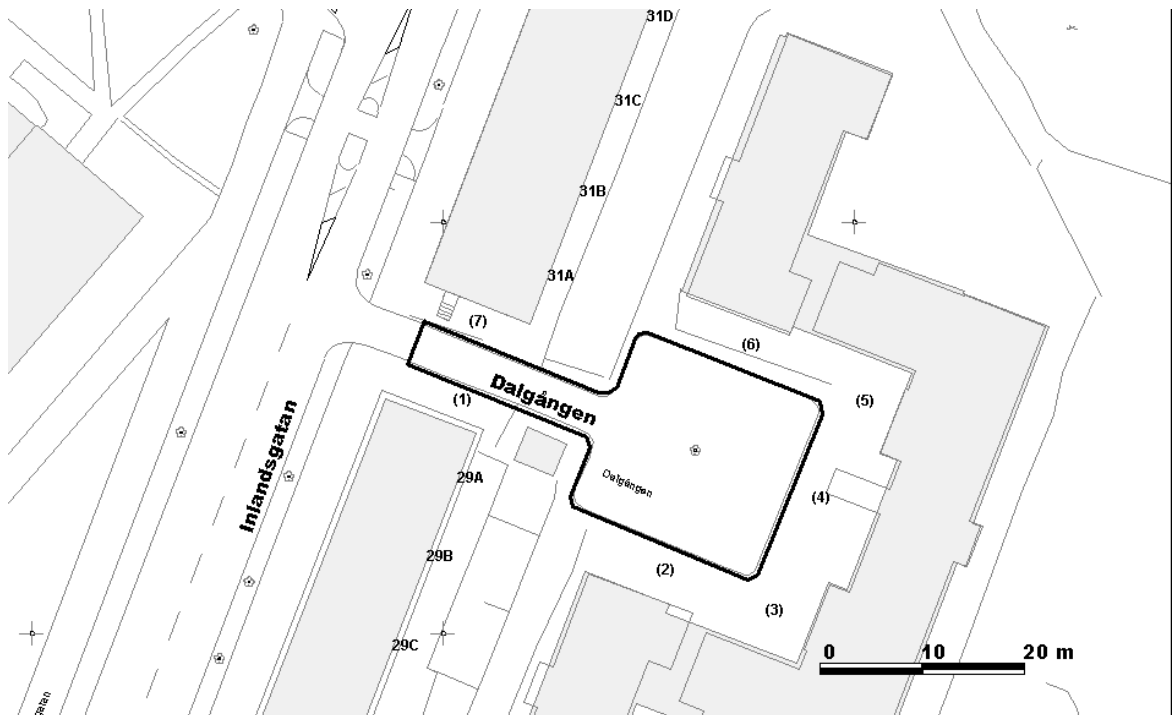 31D
31C
31B
31A
(7)
(6)
Dalgången
(1)
(5)
Inlandsgatan
29A
Dalgången
(4)
29B
(2)
(3)
29C
0 10 20 m
gatan